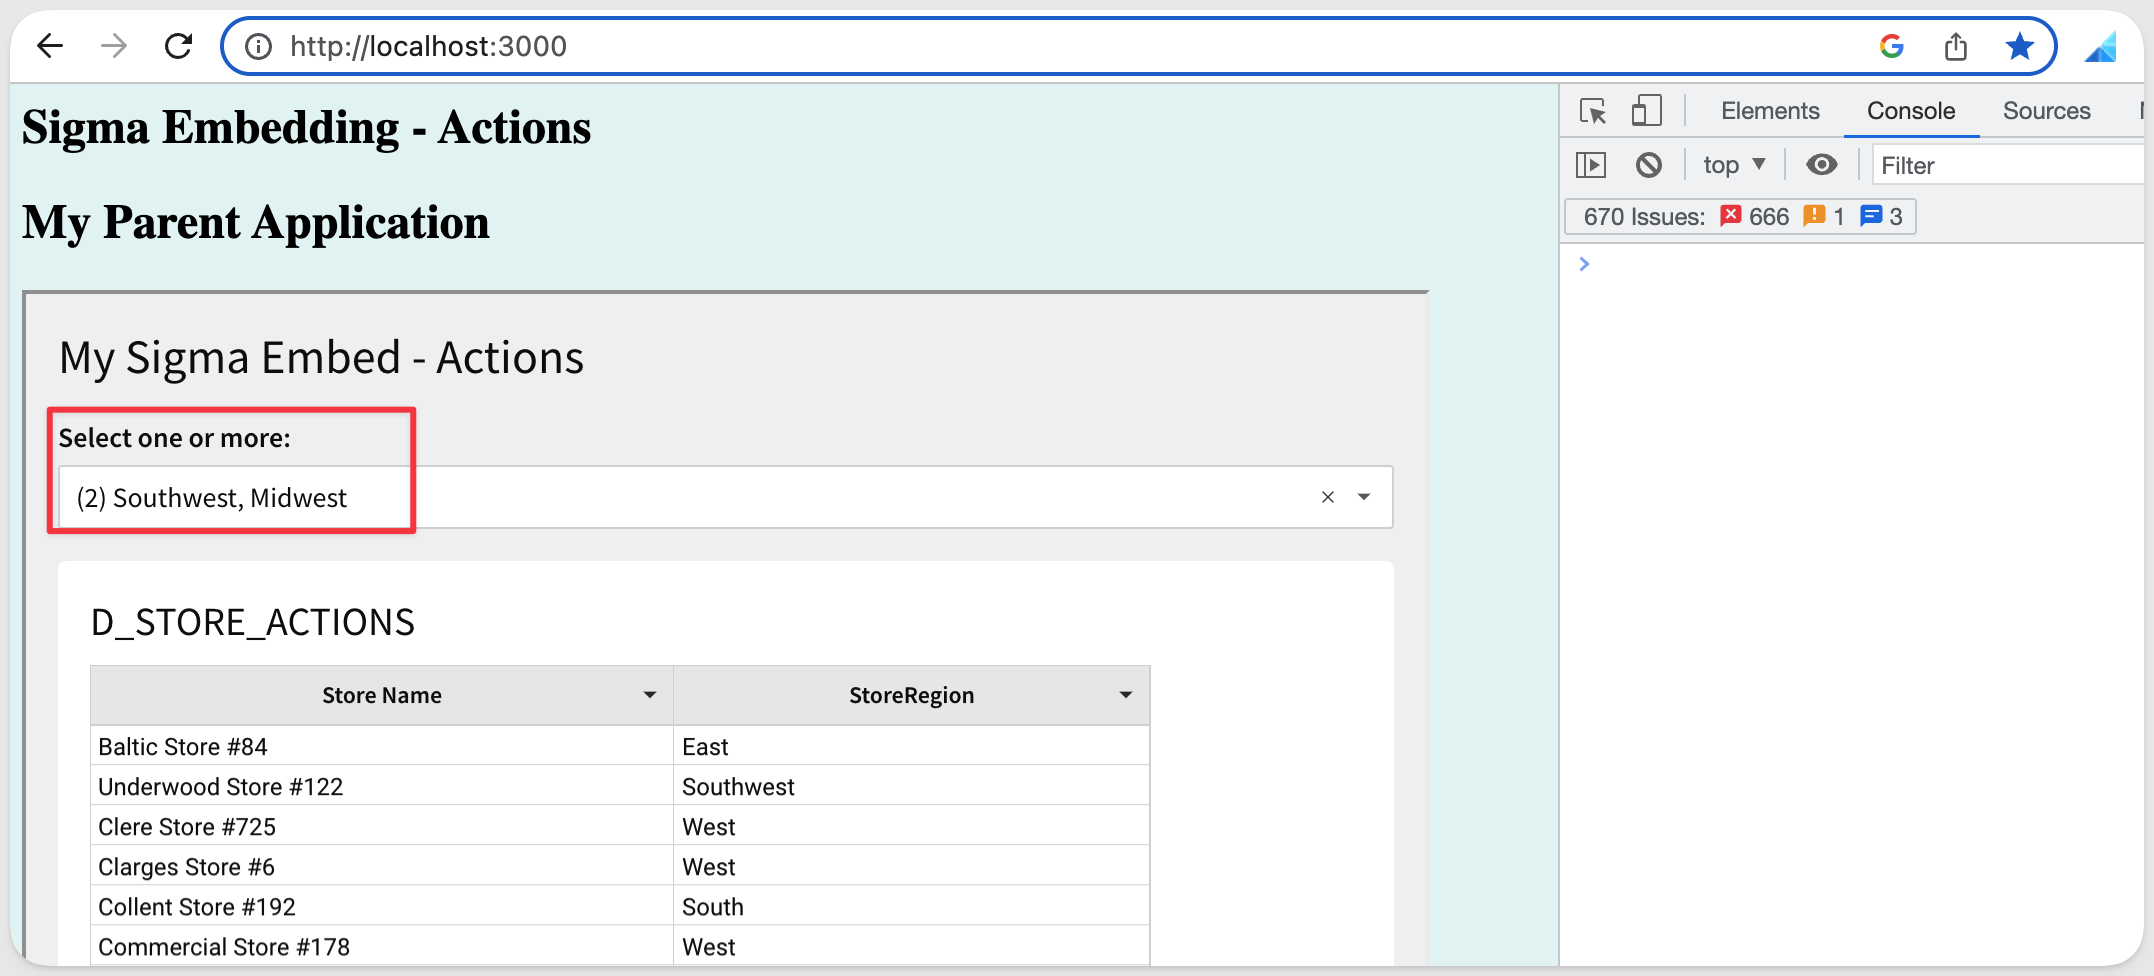 http://localhost:3000
Sigma Embedding - Actions
My Parent Application
My Sigma Embed - Actions
Select one or more:
(2) Southwest, Midwest
D_STORE_ACTIONS
Store Name StoreRegion
Baltic Store #84 East
Underwood Store #122 Southwest
Clere Store #725 West
Clarges Store #6 West
Collent Store #192 South
Commercial Store #178 West
Elements Console Sources
top Filter
670 Issues: 666 1 3